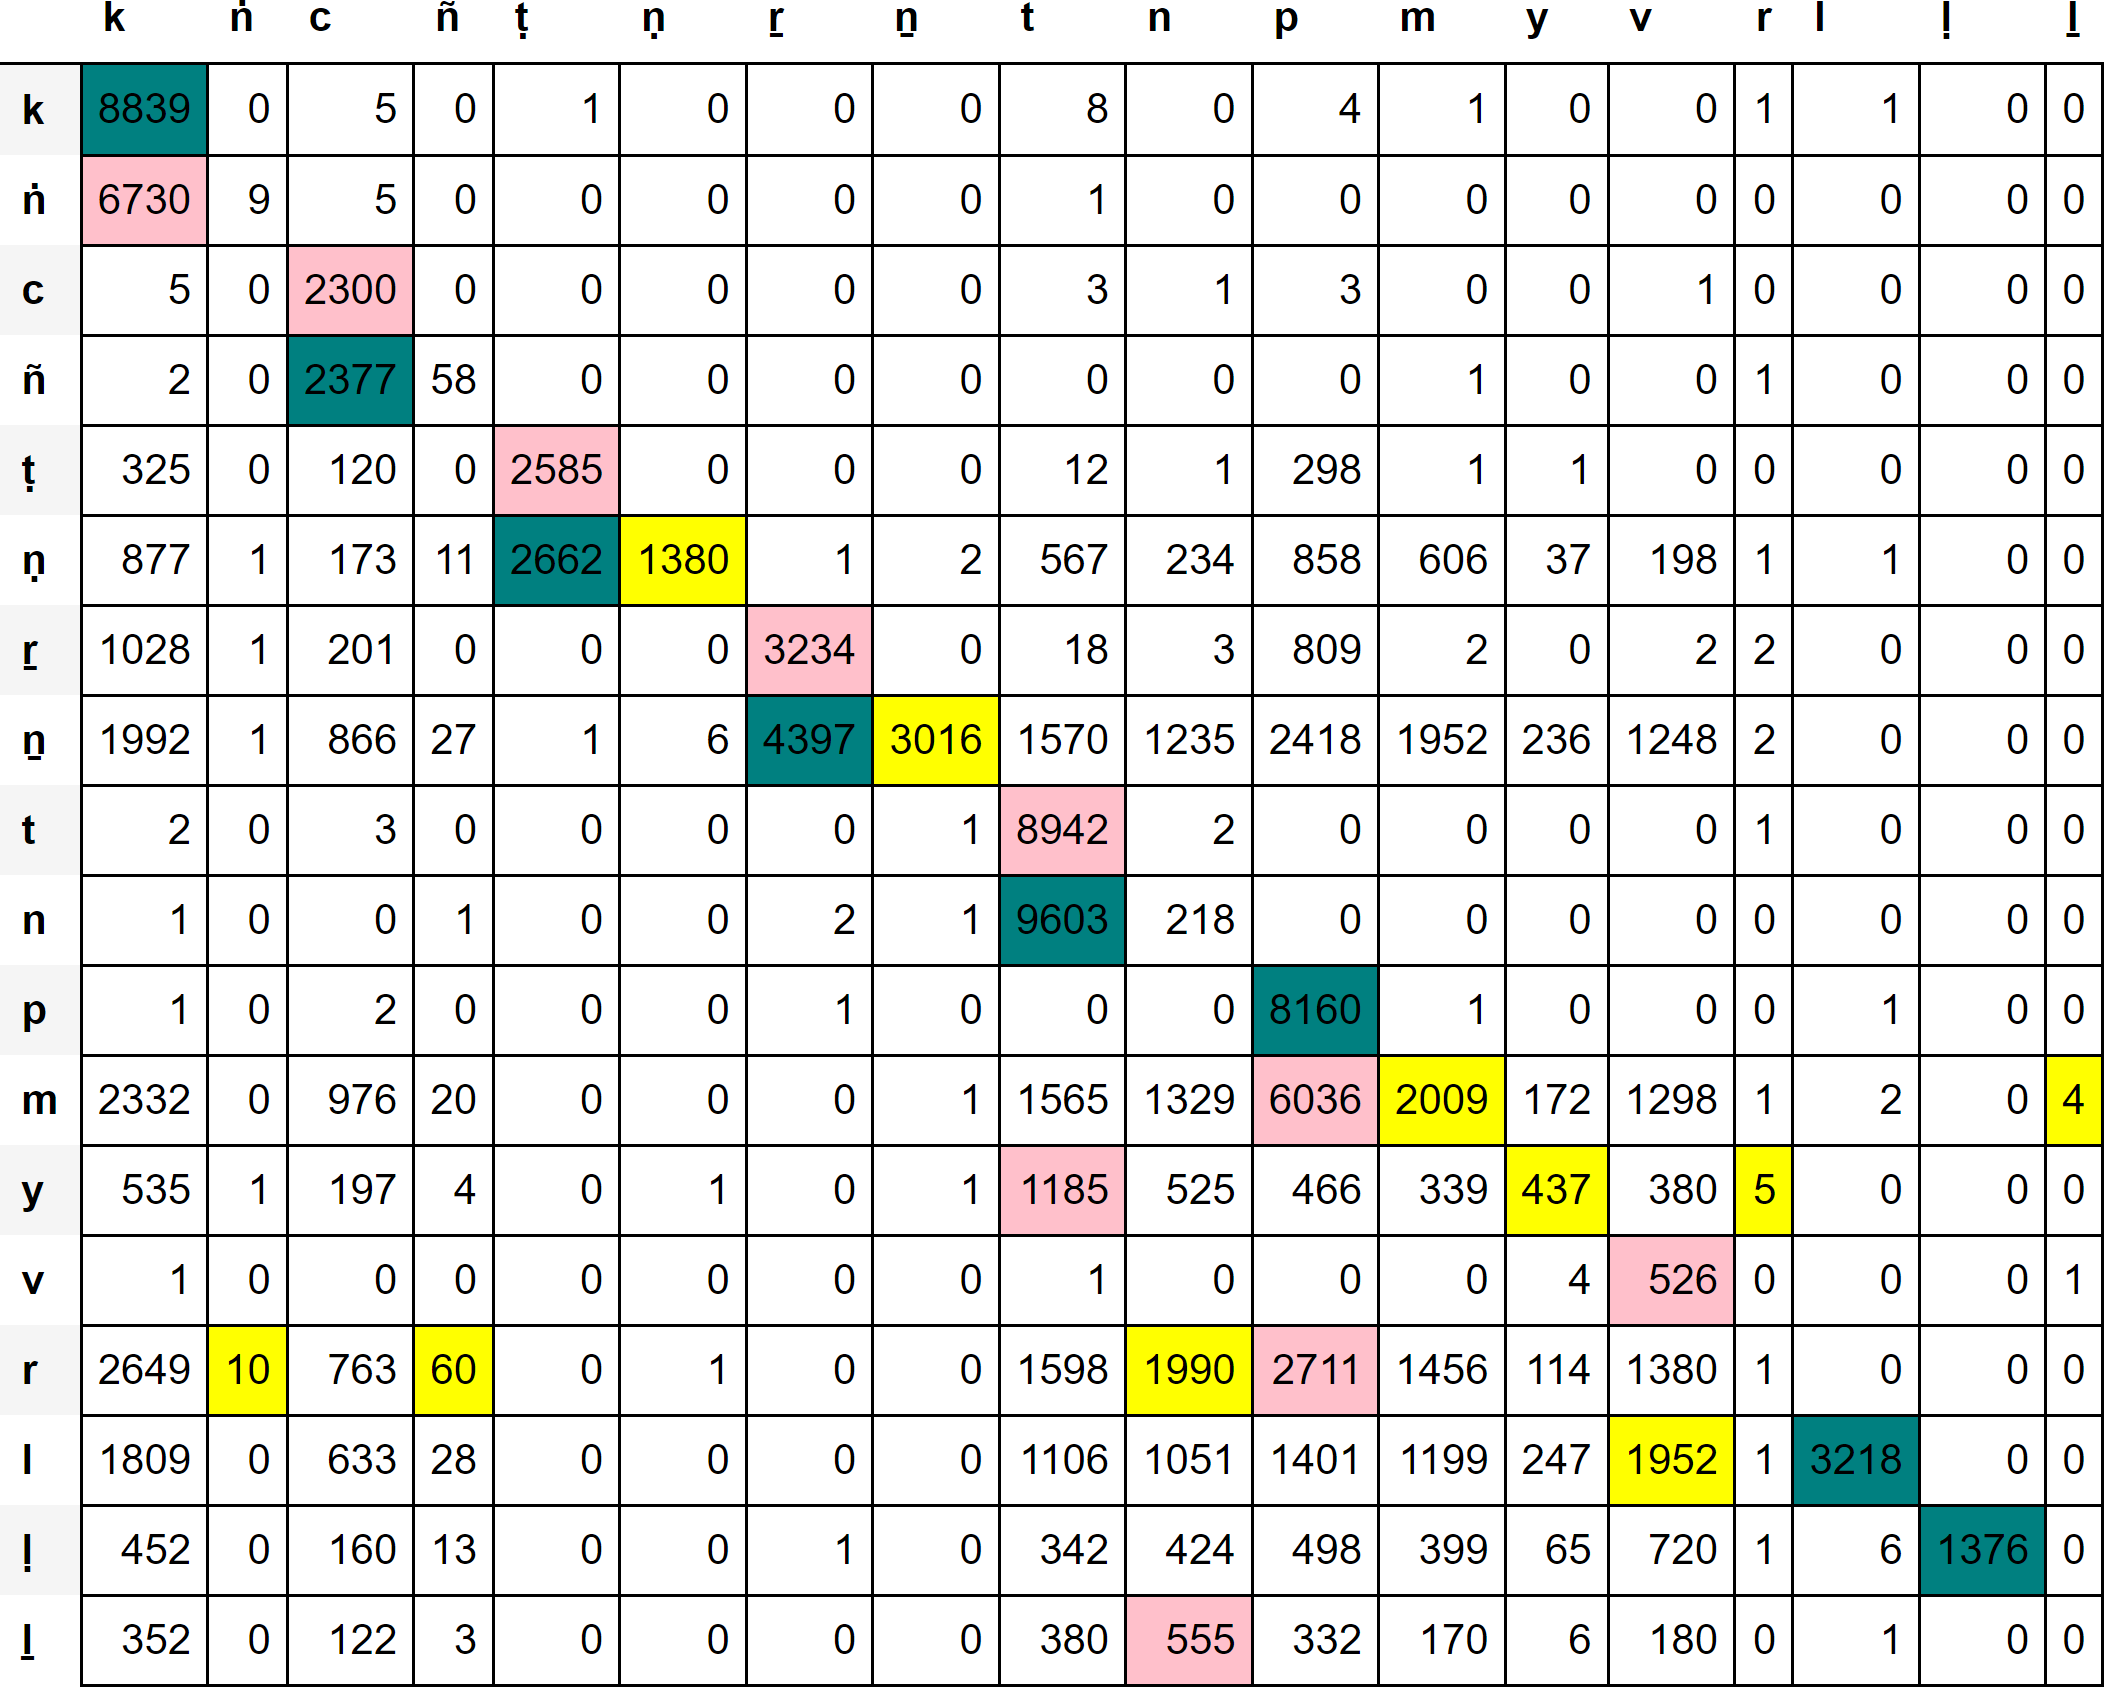 k ṅ c ñ ṭ ṇ ṟ ṉ t n p m y v r l ḷ ḻ
k 8839 0 5 0 1 0 0 0 8 0 4 1 0 0 1 1 0 0
ṅ 6730 9 5 0 0 0 0 0 1 0 0 0 0 0 0 0 0 0
c 5 0 2300 0 0 0 0 0 3 1 3 0 0 1 0 0 0 0
ñ 2 0 2377 58 0 0 0 0 0 0 0 1 0 0 1 0 0 0
ṭ 325 0 120 0 2585 0 0 0 12 1 298 1 1 0 0 0 0 0
ṇ 877 1 173 11 2662 1380 1 2 567 234 858 606 37 198 1 1 0 0
ṟ 1028 1 201 0 0 0 3234 0 18 3 809 2 0 2 2 0 0 0
ṉ 1992 1 866 27 1 6 4397 3016 1570 1235 2418 1952 236 1248 2 0 0 0
t 2 0 3 0 0 0 0 1 8942 2 0 0 0 0 1 0 0 0
n 1 0 0 1 0 0 2 1 9603 218 0 0 0 0 0 0 0 0
p 1 0 2 0 0 0 1 0 0 0 8160 1 0 0 0 1 0 0
m 2332 0 976 20 0 0 0 1 1565 1329 6036 2009 172 1298 1 2 0 4
y 535 1 197 4 0 1 0 1 1185 525 466 339 437 380 5 0 0 0
v 1 0 0 0 0 0 0 0 1 0 0 0 4 526 0 0 0 1
r 2649 10 763 60 0 1 0 0 1598 1990 2711 1456 114 1380 1 0 0 0
l 1809 0 633 28 0 0 0 0 1106 1051 1401 1199 247 1952 1 3218 0 0
ḷ 452 0 160 13 0 0 1 0 342 424 498 399 65 720 1 6 1376 0
ḻ 352 0 122 3 0 0 0 0 380 555 332 170 6 180 0 1 0 0